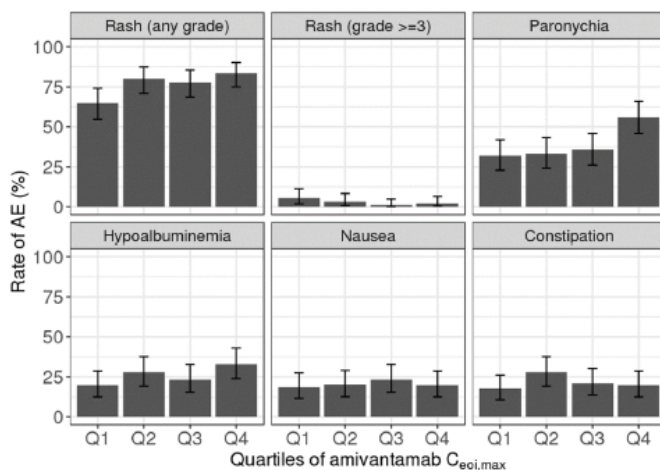 Rash (any grade) Rash (grade >=3) Paronychia
100
75
50
25
0
Rate of AE (%)
Hypoalbuminemia Nausea Constipation
100
75
50
25
0
Q1 Q2 Q3 Q4 Q1 Q2 Q3 Q4 Q1 Q2 Q3 Q4
Quartiles of amivantamab Ceoi,max